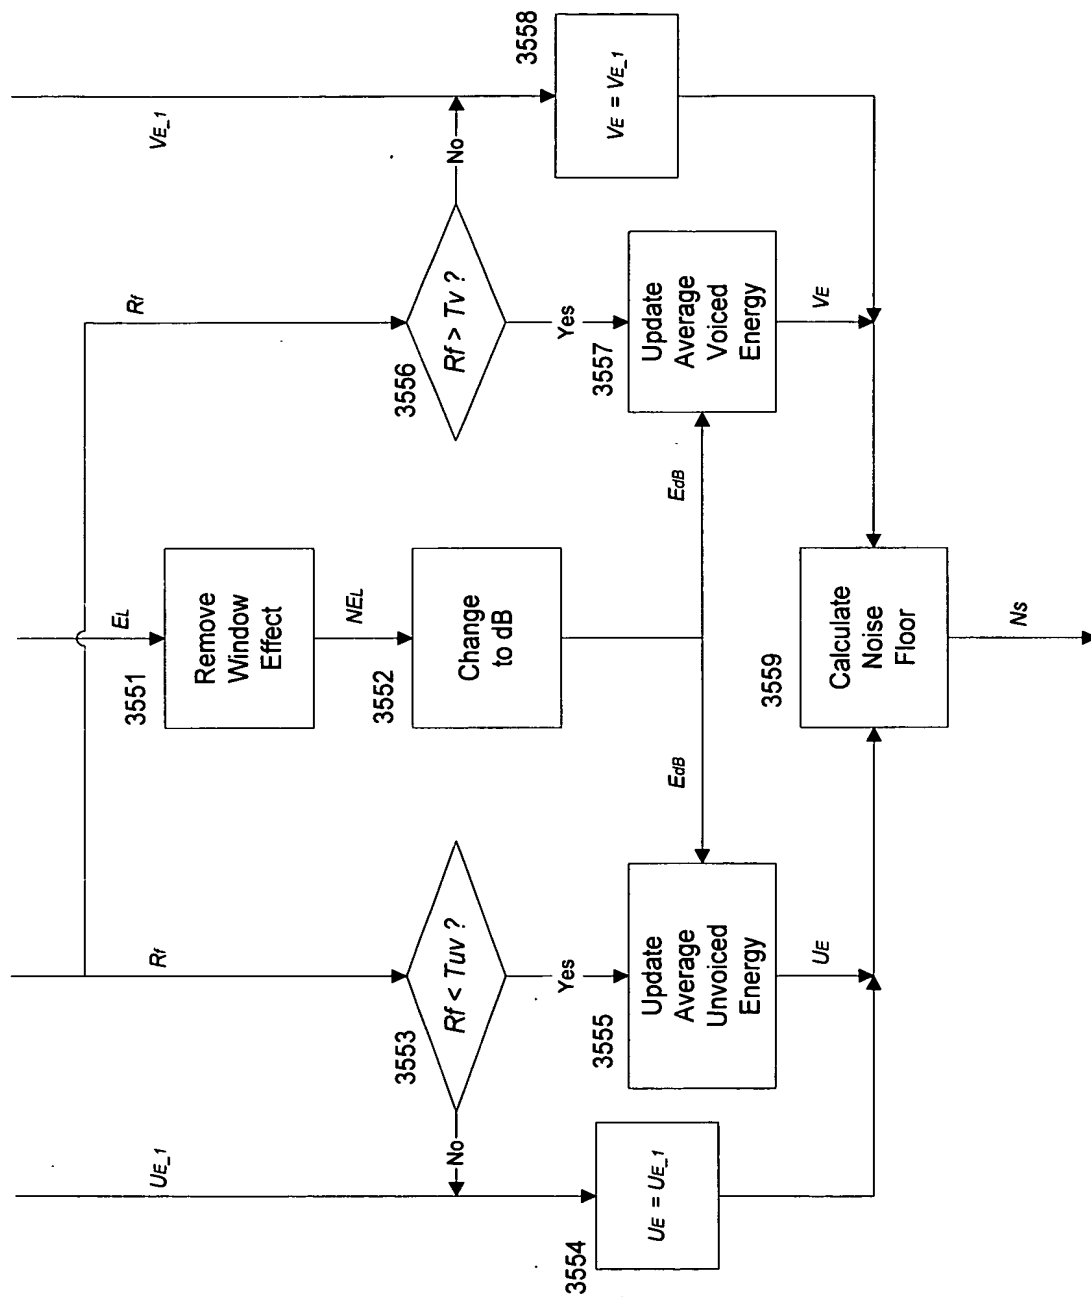 UE_1
Rf
EL
Rf
VE_1
3551
Remove
Window
Effect
NEL
3552
Change
to dB
3553
Rf < Tuv ?
No
Yes
3556
Rf > Tv ?
No
Yes
3554
UE = UE_1
3555
Update
Average
Unvoiced
Energy
EdB
EdB
3557
Update
Average
Voiced
Energy
3558
VE = VE_1
UE
VE
3559
Calculate
Noise
Floor
Ns